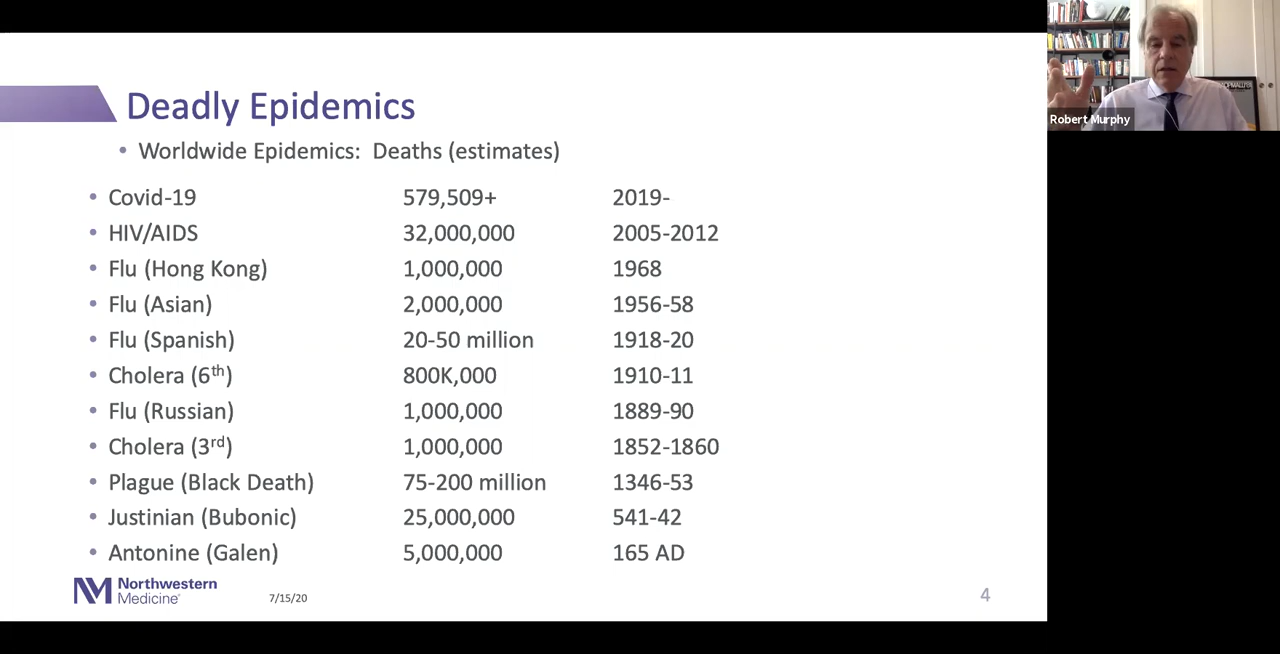 Deadly Epidemics
• Worldwide Epidemics: Deaths (estimates)
• Covid-19 579,509+ 2019-
• HIV/AIDS 32,000,000 2005-2012
• Flu (Hong Kong) 1,000,000 1968
• Flu (Asian) 2,000,000 1956-58
• Flu (Spanish) 20-50 million 1918-20
• Cholera (6th) 800K,000 1910-11
• Flu (Russian) 1,000,000 1889-90
• Cholera (3rd) 1,000,000 1852-1860
• Plague (Black Death) 75-200 million 1346-53
• Justinian (Bubonic) 25,000,000 541-42
• Antonine (Galen) 5,000,000 165 AD
Northwestern
Medicine
7/15/20
4
Robert Murphy